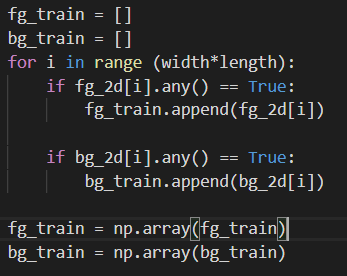 fg_train = []
bg_train = []
for i in range (width*length):
    if fg_2d[i].any() == True:
        fg_train.append(fg_2d[i])

    if bg_2d[i].any() == True:
        bg_train.append(bg_2d[i])

fg_train = np.array(fg_train)
bg_train = np.array(bg_train)